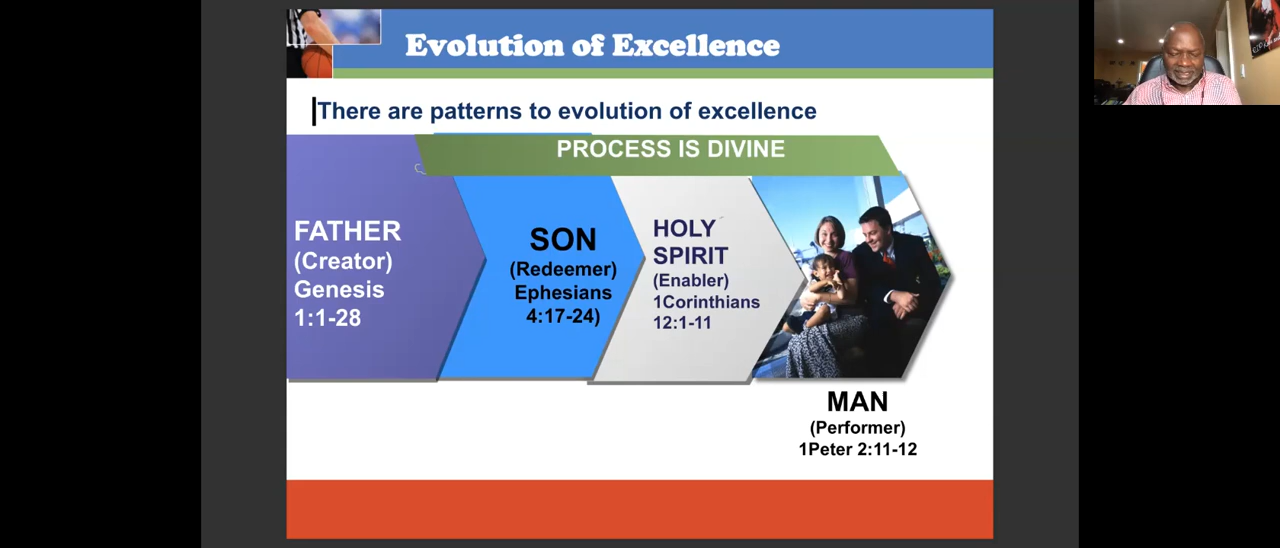 Evolution of Excellence
There are patterns to evolution of excellence
PROCESS IS DIVINE
FATHER
(Creator)
Genesis
1:1-28
SON
(Redeemer)
Ephesians
4:17-24)
HOLY
SPIRIT
(Enabler)
1Corinthians
12:1-11
MAN
(Performer)
1Peter 2:11-12